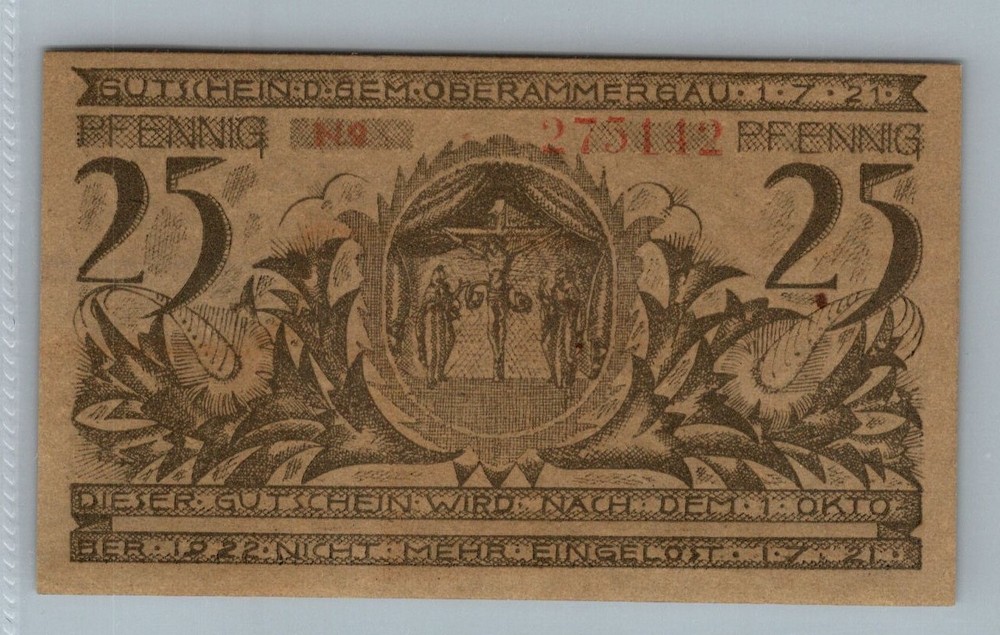 GUTSCHEIN·D·GEM·OBERAMMERGAU·1·7·21·
PFENNIG No 275112 PFENNIG
25 25
DIESER·GUTSCHEIN·WIRD·NACH·DEM·1·OKTO
BER·1922·NICHT·MEHR·EINGELÖST·1·7·21·